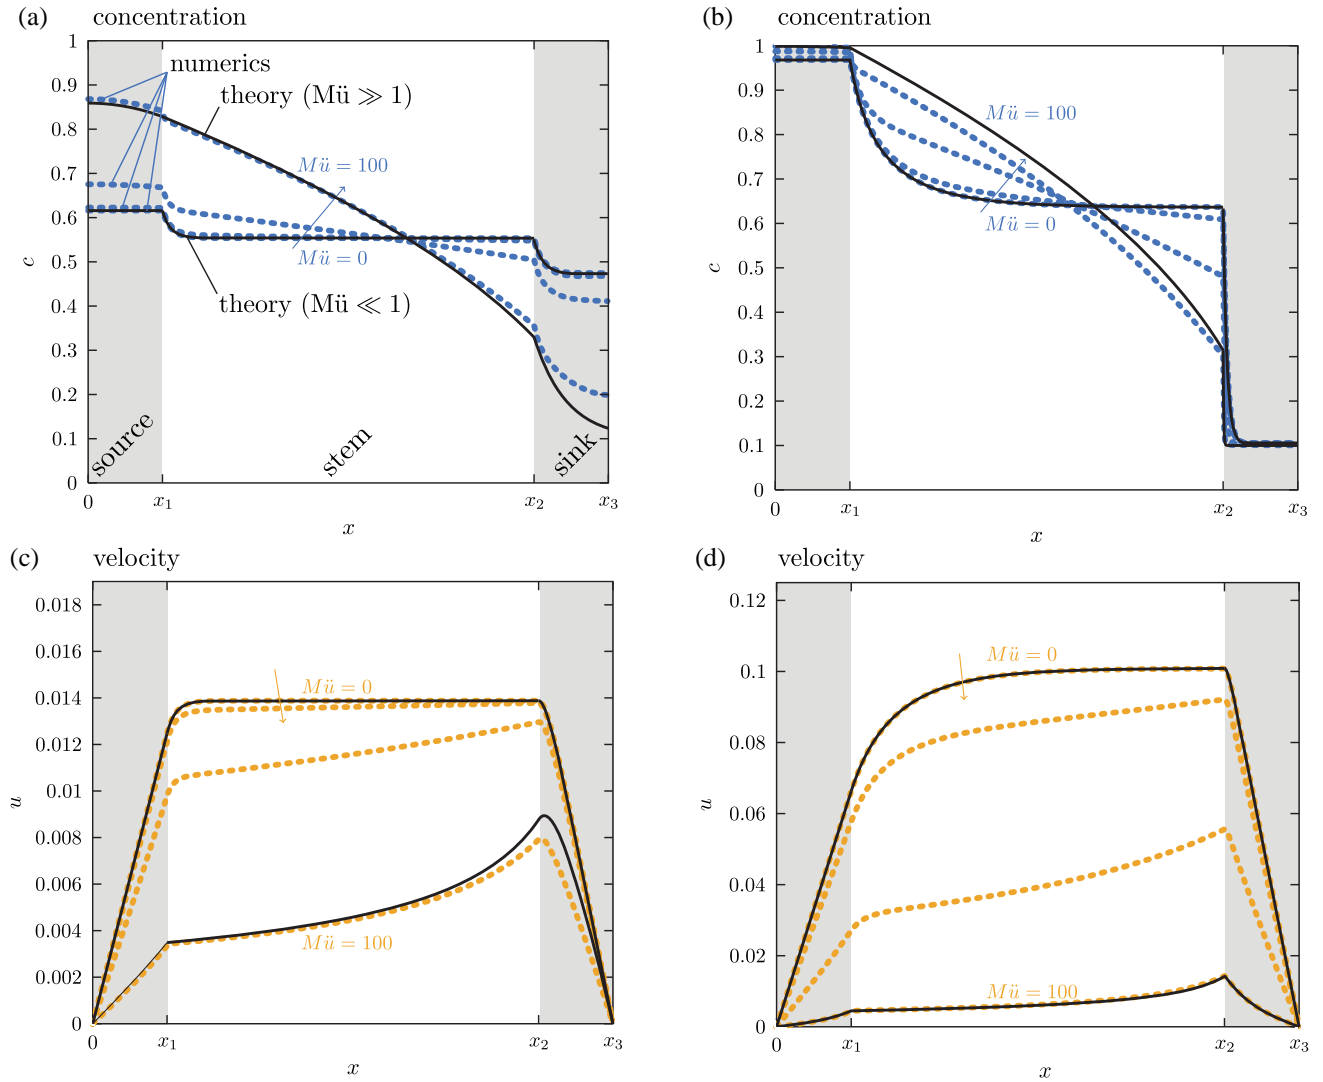 (a) concentration
1
0.9
0.8
0.7
0.6
0.5
0.4
0.3
0.2
0.1
0
c
numerics
theory (Mü ≫ 1)
Mü = 100
Mü = 0
theory (Mü ≪ 1)
source
stem
sink
0 x₁ x₂ x₃
x
(b) concentration
1
0.9
0.8
0.7
0.6
0.5
0.4
0.3
0.2
0.1
0
c
Mü = 100
Mü = 0
0 x₁ x₂ x₃
x
(c) velocity
0.018
0.016
0.014
0.012
0.01
0.008
0.006
0.004
0.002
0
u
Mü = 0
Mü = 100
0 x₁ x₂ x₃
x
(d) velocity
0.12
0.1
0.08
0.06
0.04
0.02
0
u
Mü = 0
Mü = 100
0 x₁ x₂ x₃
x